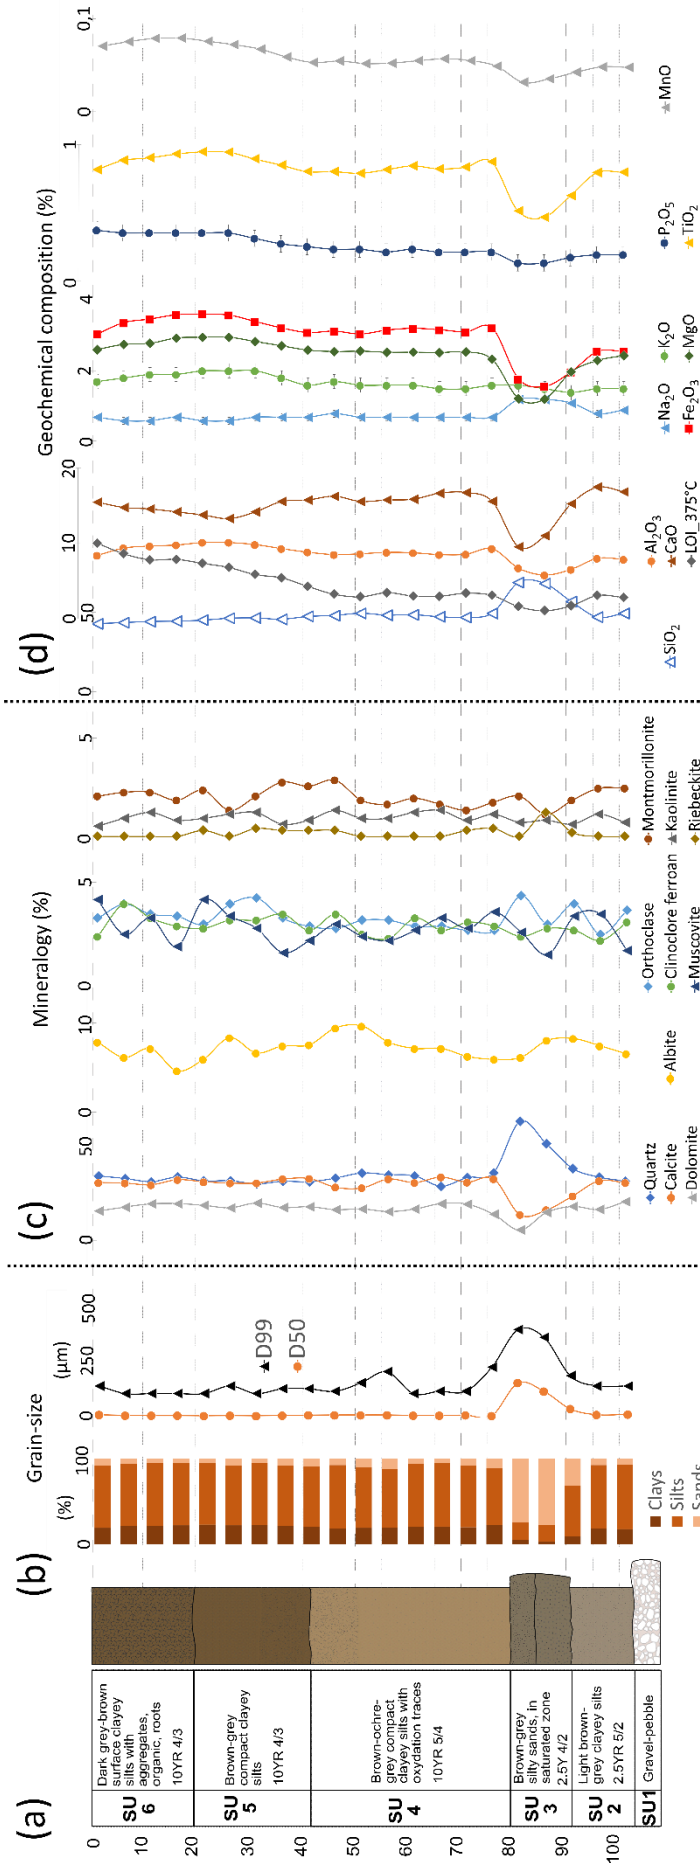 (a)
0
10
20
30
40
50
60
70
80
90
100
SU
6
Dark grey-brown
surface clayey
silts with
aggregates,
organic, roots
10YR 4/3
SU
5
Brown-grey
compact clayey
silts
10YR 4/3
SU
4
Brown-ochre-
grey compact
clayey silts with
oxydation traces
10YR 5/4
SU
3
Brown-grey
silty sands, in
saturated zone
2.5Y 4/2
SU
2
Light brown-
grey clayey silts
2.5YR 5/2
SU1
Gravel-pebble
(b)
Grain-size
(%)
(µm)
0
100
0
250
500
D99
D50
Clays
Silts
Sands
(c)
Mineralogy (%)
0
50
0
10
0
5
0
5
Quartz
Calcite
Dolomite
Albite
Orthoclase
Clinoclore ferroan
Muscovite
Montmorillonite
Kaolinite
Riebeckite
(d)
Geochemical composition (%)
0
50
0
10
20
0
2
4
0
1
0
0,1
SiO₂
Al₂O₃
CaO
LOI_375°C
Na₂O
K₂O
Fe₂O₃
MgO
P₂O₅
TiO₂
MnO